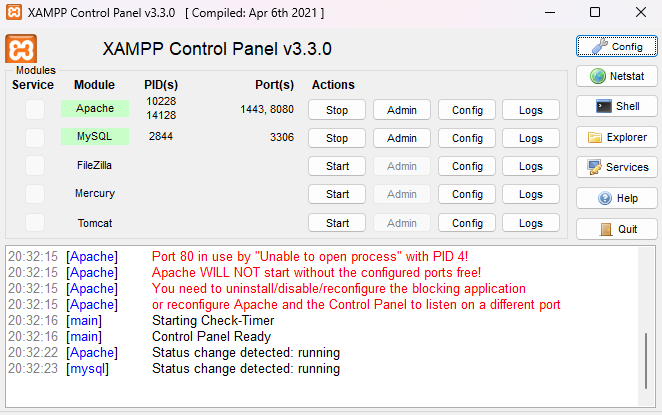 XAMPP Control Panel v3.3.0 [ Compiled: Apr 6th 2021 ]
XAMPP Control Panel v3.3.0
Config
Modules
Service Module PID(s) Port(s) Actions
Netstat
Apache 10228 14128 1443, 8080 Stop Admin Config Logs
Shell
MySQL 2844 3306 Stop Admin Config Logs
Explorer
FileZilla Start Admin Config Logs
Services
Mercury Start Admin Config Logs
Help
Tomcat Start Admin Config Logs
Quit
20:32:15 [Apache] Port 80 in use by "Unable to open process" with PID 4!
20:32:15 [Apache] Apache WILL NOT start without the configured ports free!
20:32:15 [Apache] You need to uninstall/disable/reconfigure the blocking application
20:32:15 [Apache] or reconfigure Apache and the Control Panel to listen on a different port
20:32:16 [main] Starting Check-Timer
20:32:16 [main] Control Panel Ready
20:32:22 [Apache] Status change detected: running
20:32:23 [mysql] Status change detected: running